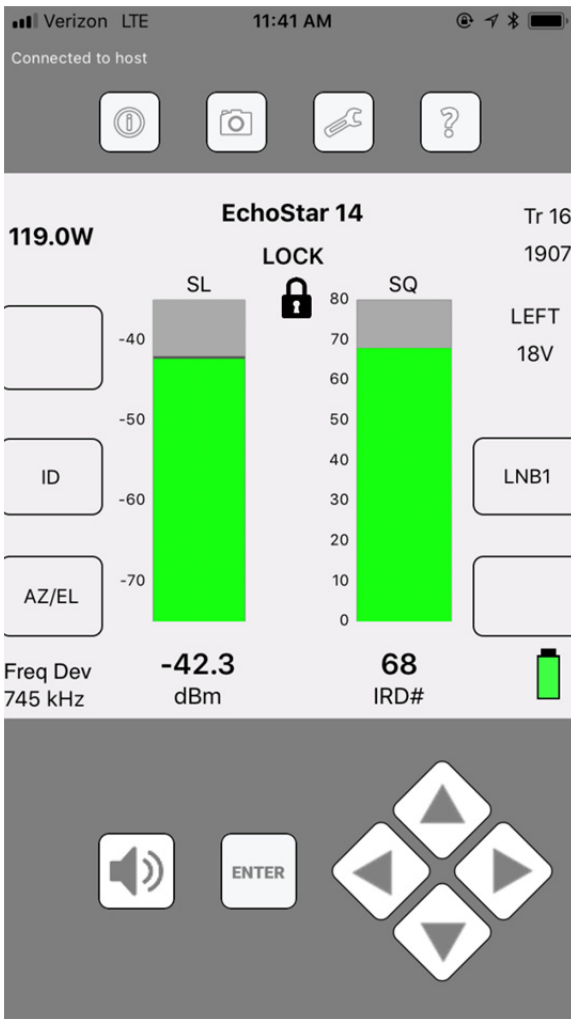 Verizon LTE 11:41 AM
Connected to host
?
EchoStar 14
119.0W
Tr 16
LOCK
1907
SL
SQ
LEFT
18V
-40
-50
-60
-70
80
70
60
50
40
30
20
10
0
ID
LNB1
AZ/EL
Freq Dev
745 kHz
-42.3
dBm
68
IRD#
ENTER